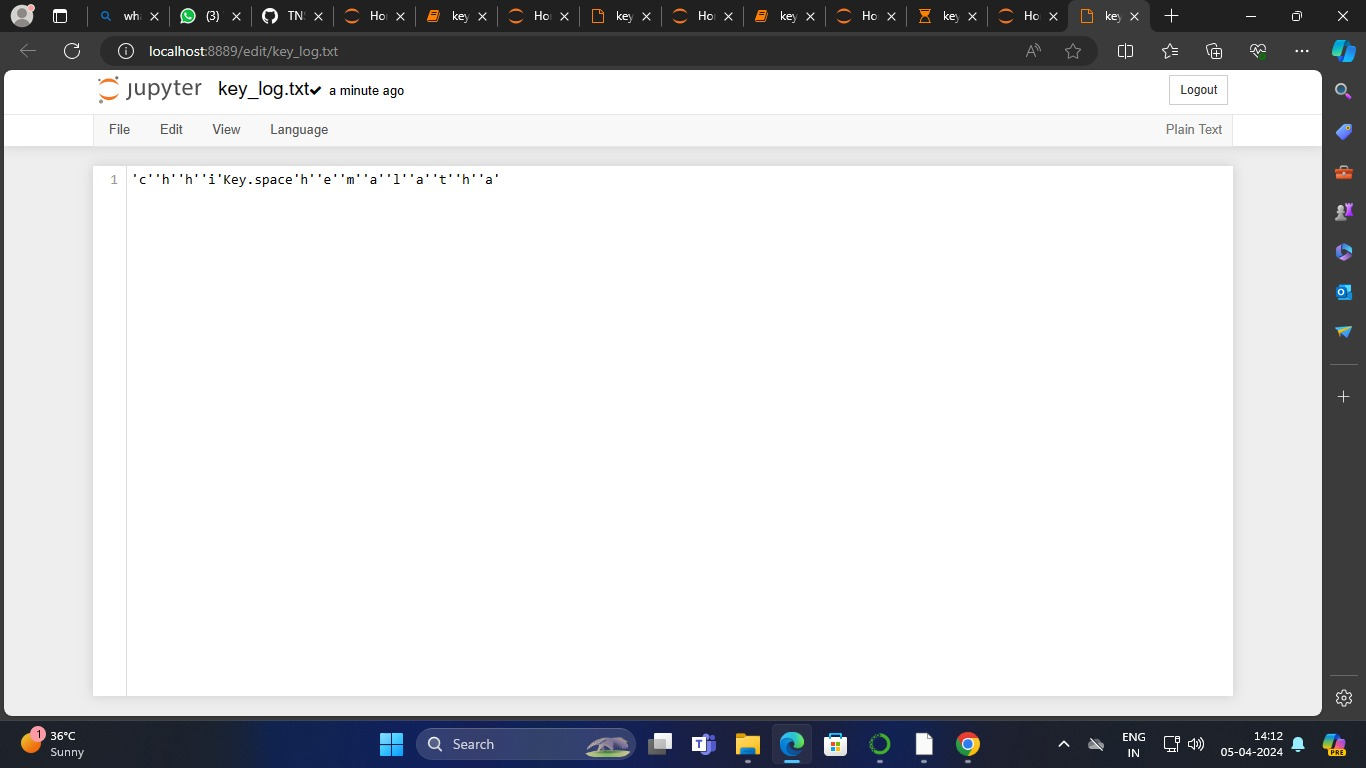 wh (3) TN Ho key Ho key Ho key Ho key Ho key
localhost:8889/edit/key_log.txt
jupyter key_log.txt a minute ago Logout
File Edit View Language Plain Text
1 'c''h''h''i'Key.space'h''e''m''a''l''a''t''h''a'
1 36°C
Sunny
Search
ENG
IN
14:12
05-04-2024
PRE